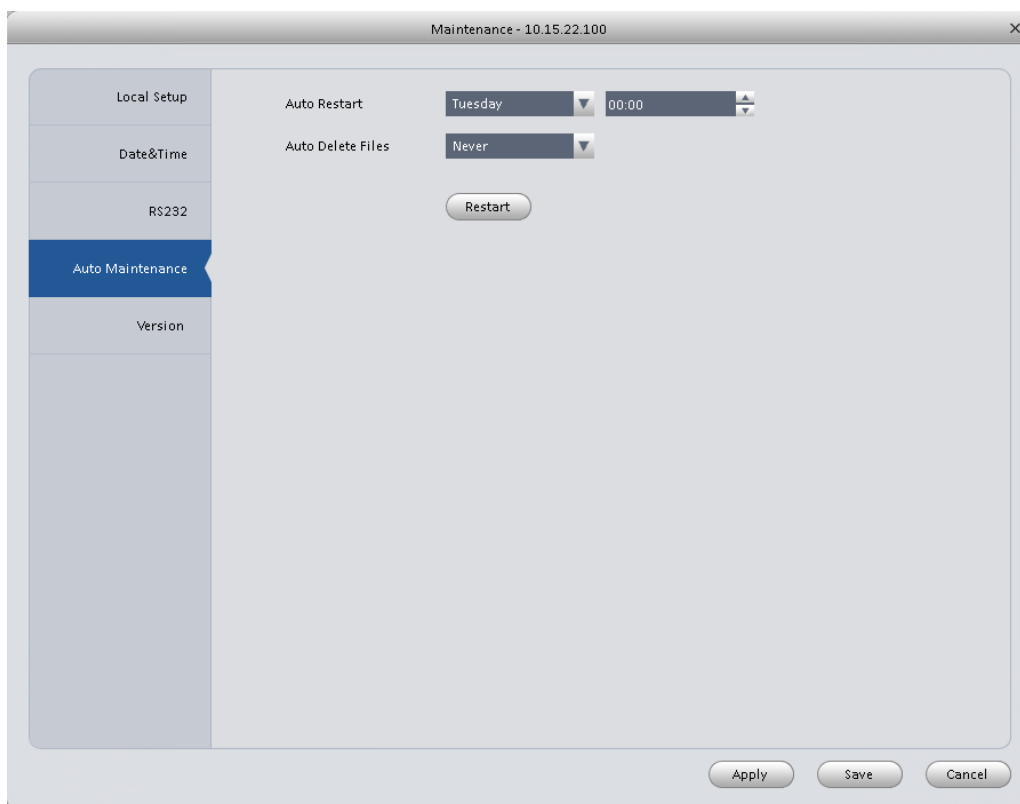 Maintenance - 10.15.22.100
Local Setup
Auto Restart Tuesday 00:00
Date&Time
Auto Delete Files Never
RS232
Restart
Auto Maintenance
Version
Apply Save Cancel